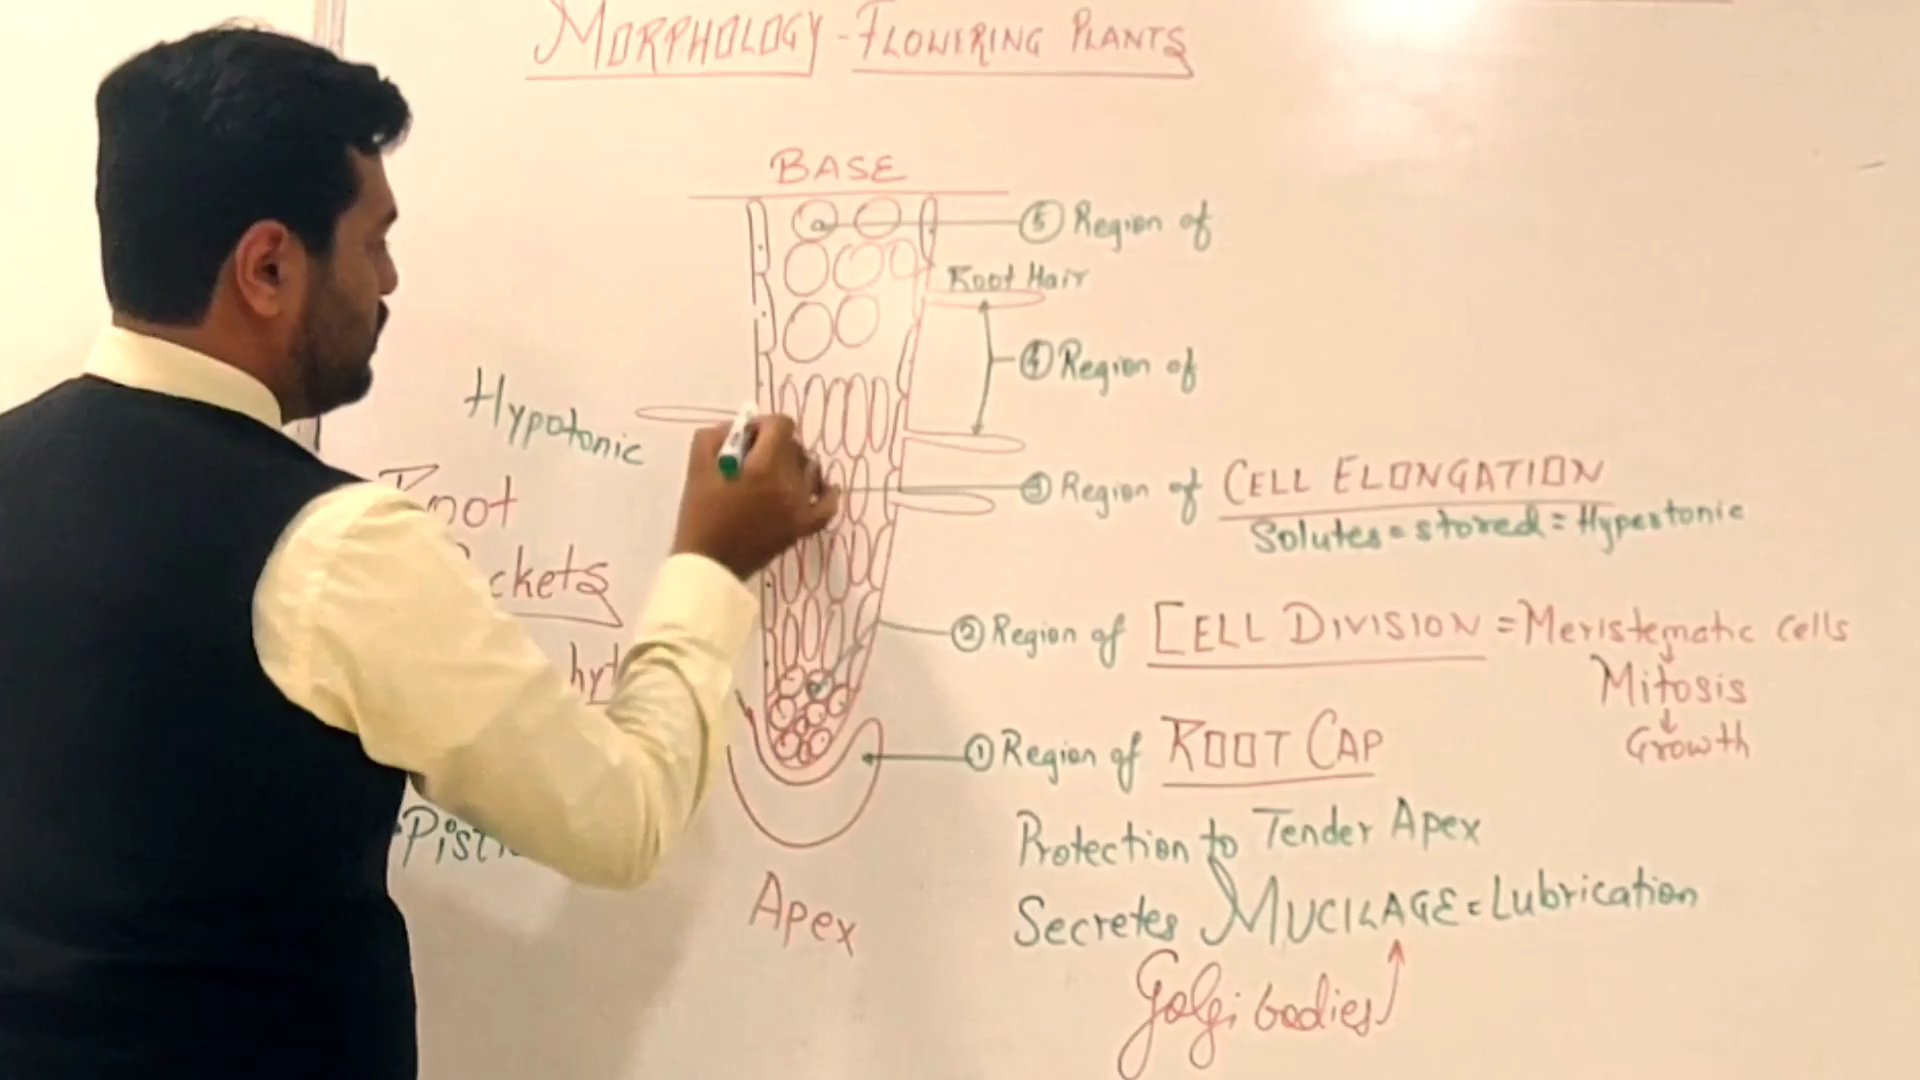 MORPHOLOGY - FLOWERING PLANTS
BASE
⑤ Region of
Root Hair
④ Region of
Hypotonic
Root
ckets
③ Region of CELL ELONGATION
Solutes = stored = Hypertonic
② Region of CELL DIVISION = Meristematic cells
Mitosis
Growth
① Region of ROOT CAP
Protection to Tender Apex
Secretes MUCILAGE = Lubrication
Golgi bodies
Apex